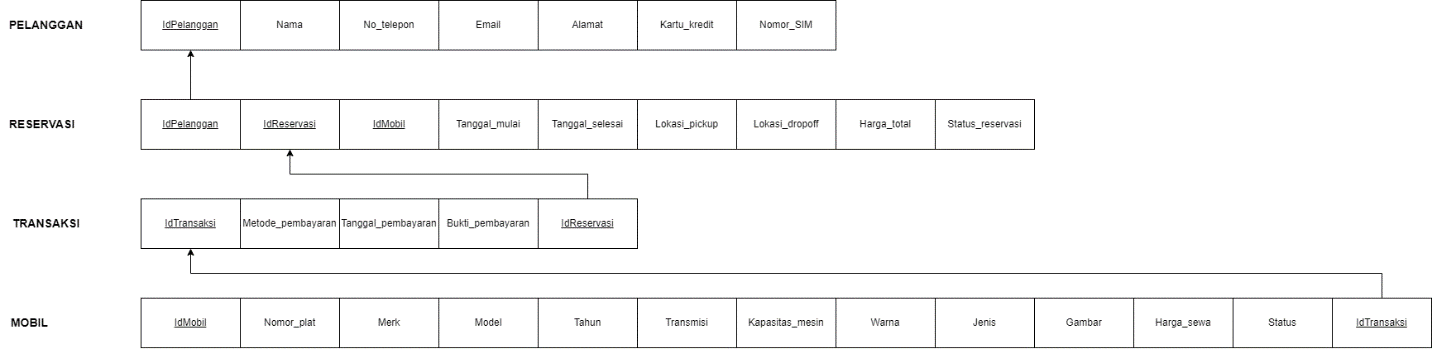 PELANGGAN IdPelanggan Nama No_telepon Email Alamat Kartu_kredit Nomor_SIM
RESERVASI IdPelanggan IdReservasi IdMobil Tanggal_mulai Tanggal_selesai Lokasi_pickup Lokasi_dropoff Harga_total Status_reservasi
TRANSAKSI IdTransaksi Metode_pembayaran Tanggal_pembayaran Bukti_pembayaran IdReservasi
MOBIL IdMobil Nomor_plat Merk Model Tahun Transmisi Kapasitas_mesin Warna Jenis Gambar Harga_sewa Status IdTransaksi